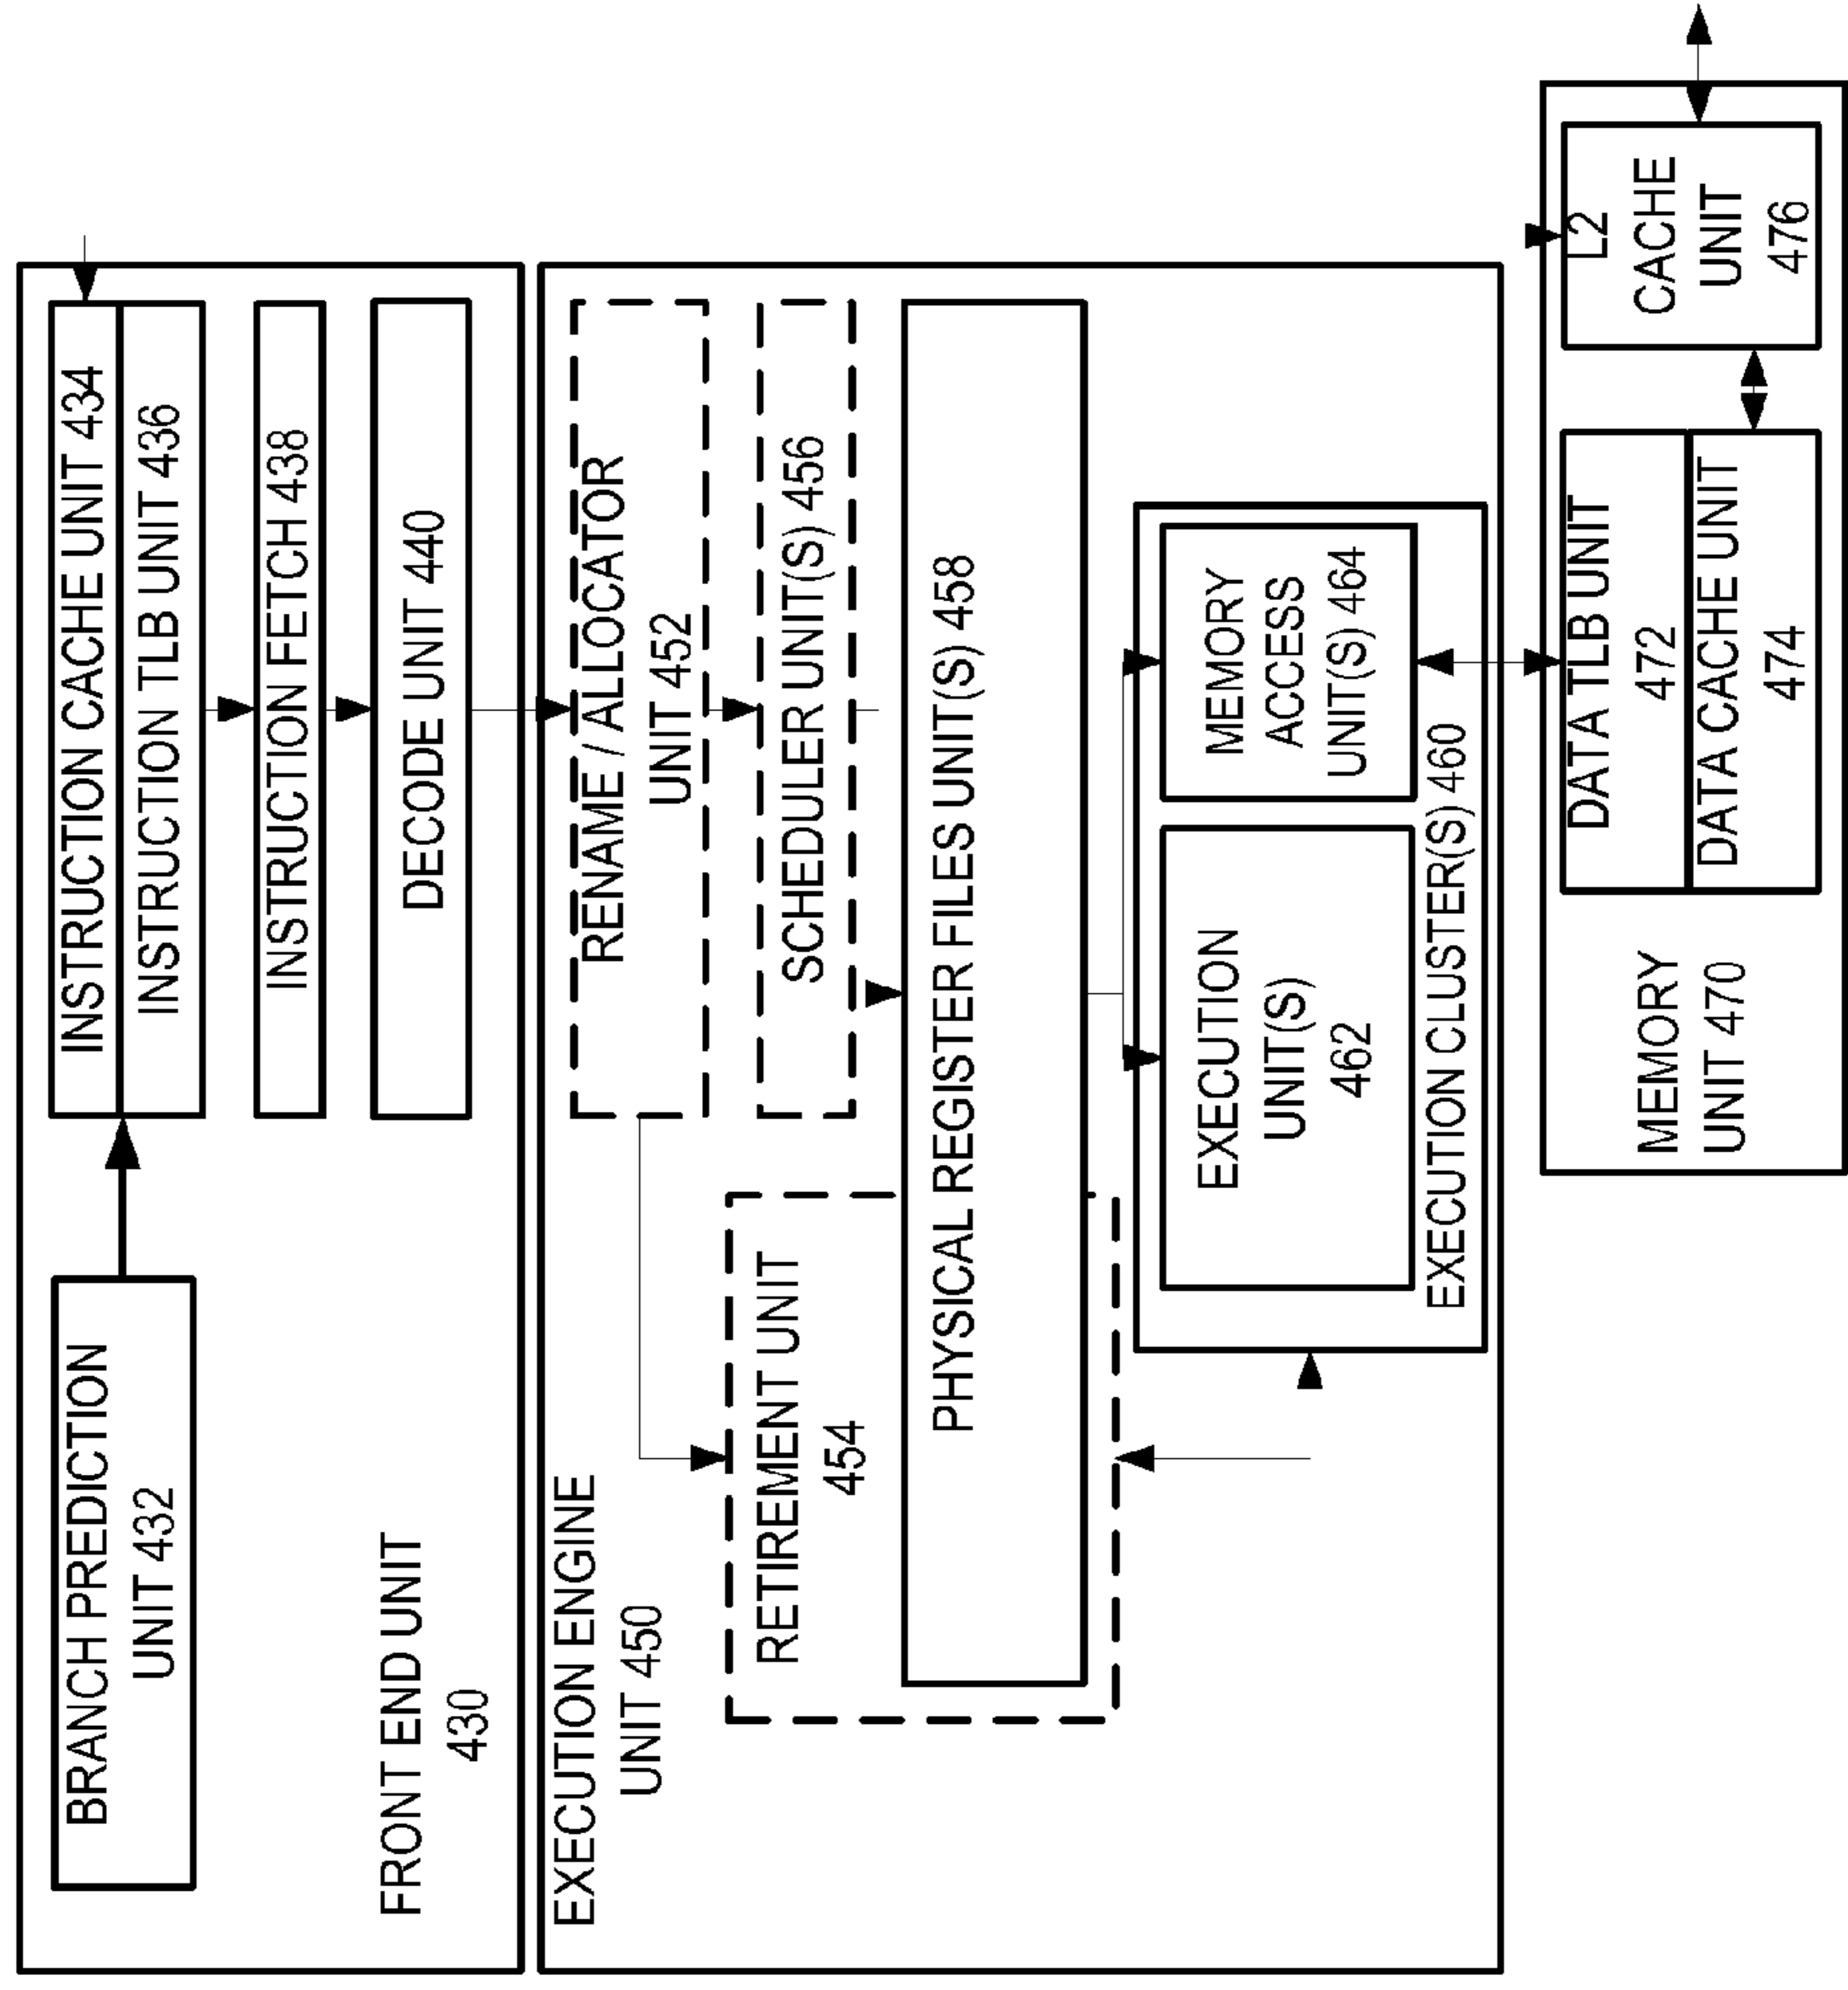 BRANCH PREDICTION
UNIT 432
INSTRUCTION CACHE UNIT 434
INSTRUCTION TLB UNIT 436
INSTRUCTION FETCH 438
DECODE UNIT 440
FRONT END UNIT
430
EXECUTION ENGINE
UNIT 450
RENAME / ALLOCATOR
UNIT 452
RETIREMENT UNIT
454
SCHEDULER UNIT(S) 456
PHYSICAL REGISTER FILES UNIT(S) 458
EXECUTION
UNIT(S)
462
MEMORY
ACCESS
UNIT(S) 464
EXECUTION CLUSTER(S) 460
MEMORY
UNIT 470
DATA TLB UNIT
472
DATA CACHE UNIT
474
L2
CACHE
UNIT
476